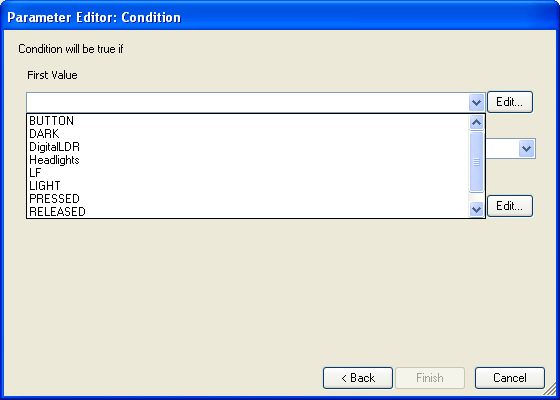 Parameter Editor: Condition
Condition will be true if
First Value
Edit...
BUTTON
DARK
DigitalLDR
Headlights
LF
LIGHT
PRESSED
RELEASED
Edit...
< Back
Finish
Cancel